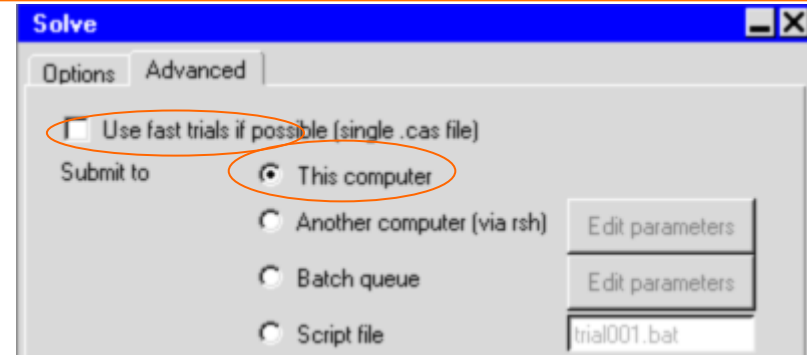 Solve
Options Advanced
Use fast trials if possible (single .cas file)
Submit to This computer
Another computer (via rsh) Edit parameters
Batch queue Edit parameters
Script file trial001.bat